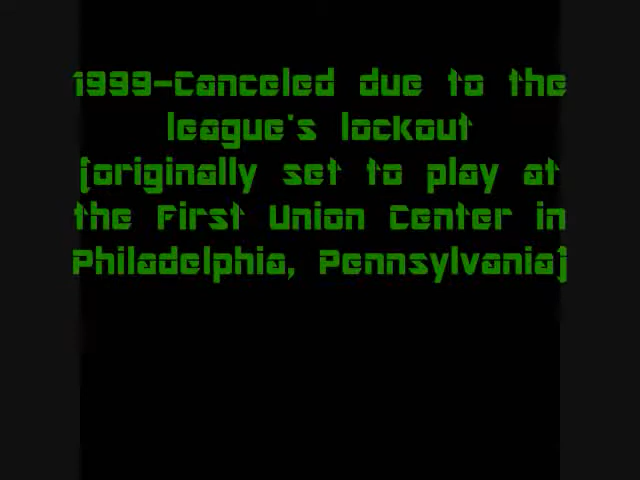 1999-Canceled due to the
league's lockout
(originally set to play at
the First Union Center in
Philadelphia, Pennsylvania)